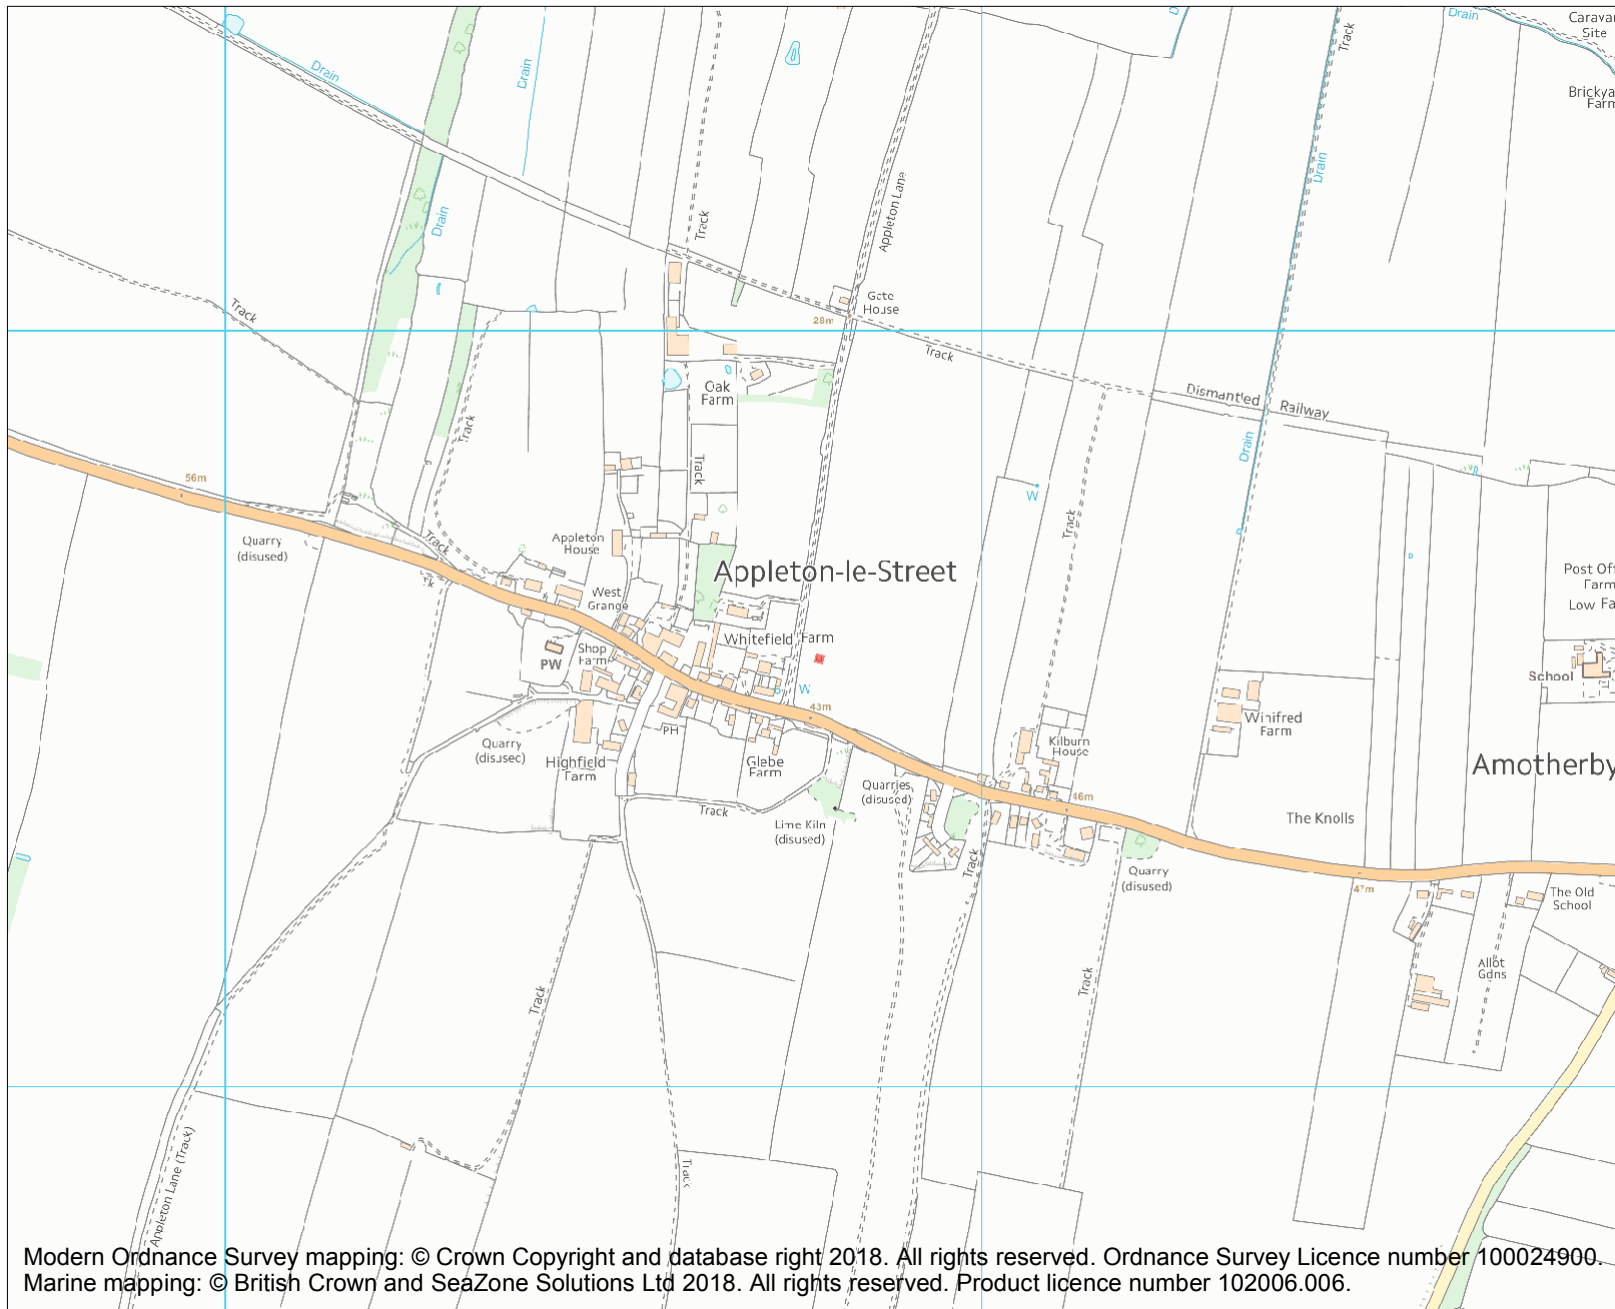 Drain
Drain
D
Drain
Caravan
Site
Track
Brickya
Farm
Drain
Appleton Lane
Drain
Track
Track
Gate
House
28m
Track
Oak
Farm
Dismantled Railway
Track
Drain
Track
56m
W
Track
Quarry
(disused)
Track
Appleton
House
Appleton-le-Street
Post Off
Farm
Low Fa
West
Grange
Whitefield Farm
Shop
Farm
PW
School
W
43m
PH
Winifred
Farm
Quarry
(disused)
Highfield
Farm
Glebe
Farm
Kilburn
House
Amotherby
Quarries
(disused)
46m
Track
Lime Kiln
(disused)
The Knolls
Track
Quarry
(disused)
47m
The Old
School
Allot
Gdns
Track
Track
Appleton Lane (Track)
Track
Modern Ordnance Survey mapping: © Crown Copyright and database right 2018. All rights reserved. Ordnance Survey Licence number 100024900.
Marine mapping: © British Crown and SeaZone Solutions Ltd 2018. All rights reserved. Product licence number 102006.006.